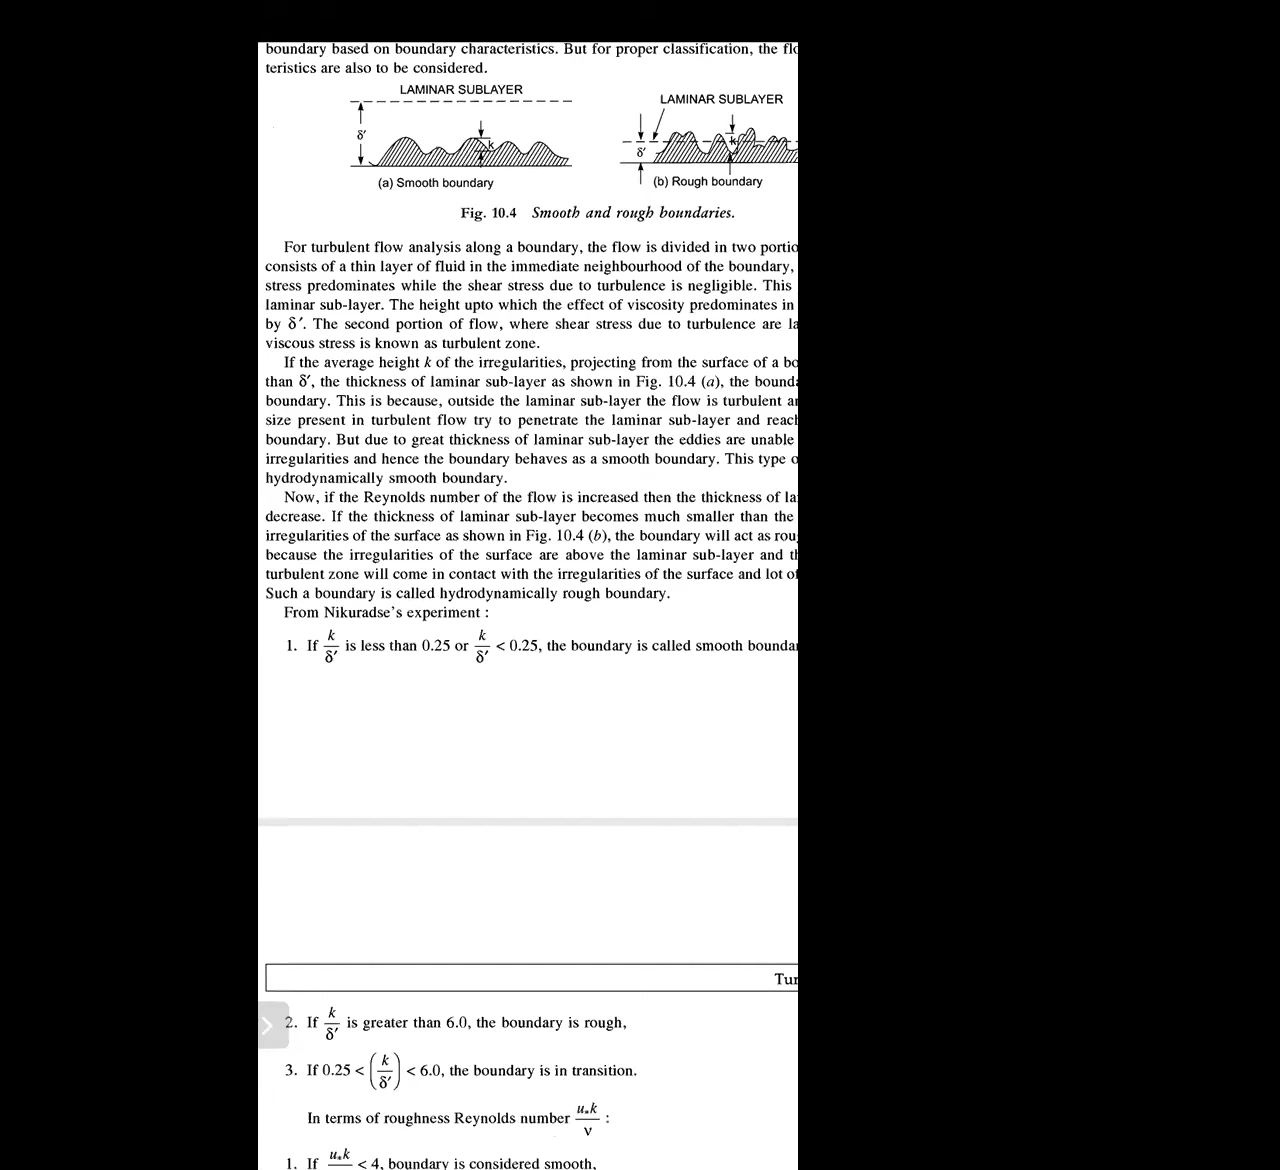 boundary based on boundary characteristics. But for proper classification, the
teristics are also to be considered.
LAMINAR SUBLAYER
LAMINAR SUBLAYER
δ′
k
k
δ′
(a) Smooth boundary
(b) Rough boundary
Fig. 10.4 Smooth and rough boundaries.
For turbulent flow analysis along a boundary, the flow is divided in two
consists of a thin layer of fluid in the immediate neighbourhood of the boundary,
stress predominates while the shear stress due to turbulence is negligible. This
laminar sub-layer. The height upto which the effect of viscosity predominates in
by δ′. The second portion of flow, where shear stress due to turbulence are
viscous stress is known as turbulent zone.
If the average height k of the irregularities, projecting from the surface of a
than δ′, the thickness of laminar sub-layer as shown in Fig. 10.4 (a), the
boundary. This is because, outside the laminar sub-layer the flow is turbulent
size present in turbulent flow try to penetrate the laminar sub-layer and
boundary. But due to great thickness of laminar sub-layer the eddies are unable
irregularities and hence the boundary behaves as a smooth boundary. This type
hydrodynamically smooth boundary.
Now, if the Reynolds number of the flow is increased then the thickness of
decrease. If the thickness of laminar sub-layer becomes much smaller than the
irregularities of the surface as shown in Fig. 10.4 (b), the boundary will act as
because the irregularities of the surface are above the laminar sub-layer and
turbulent zone will come in contact with the irregularities of the surface and lot
Such a boundary is called hydrodynamically rough boundary.
From Nikuradse's experiment :
1. If k/δ′ is less than 0.25 or k/δ′ < 0.25, the boundary is called smooth
Tur
2. If k/δ′ is greater than 6.0, the boundary is rough,
3. If 0.25 < (k/δ′) < 6.0, the boundary is in transition.
In terms of roughness Reynolds number u*k/ν :
1. If u*k < 4, boundary is considered smooth,